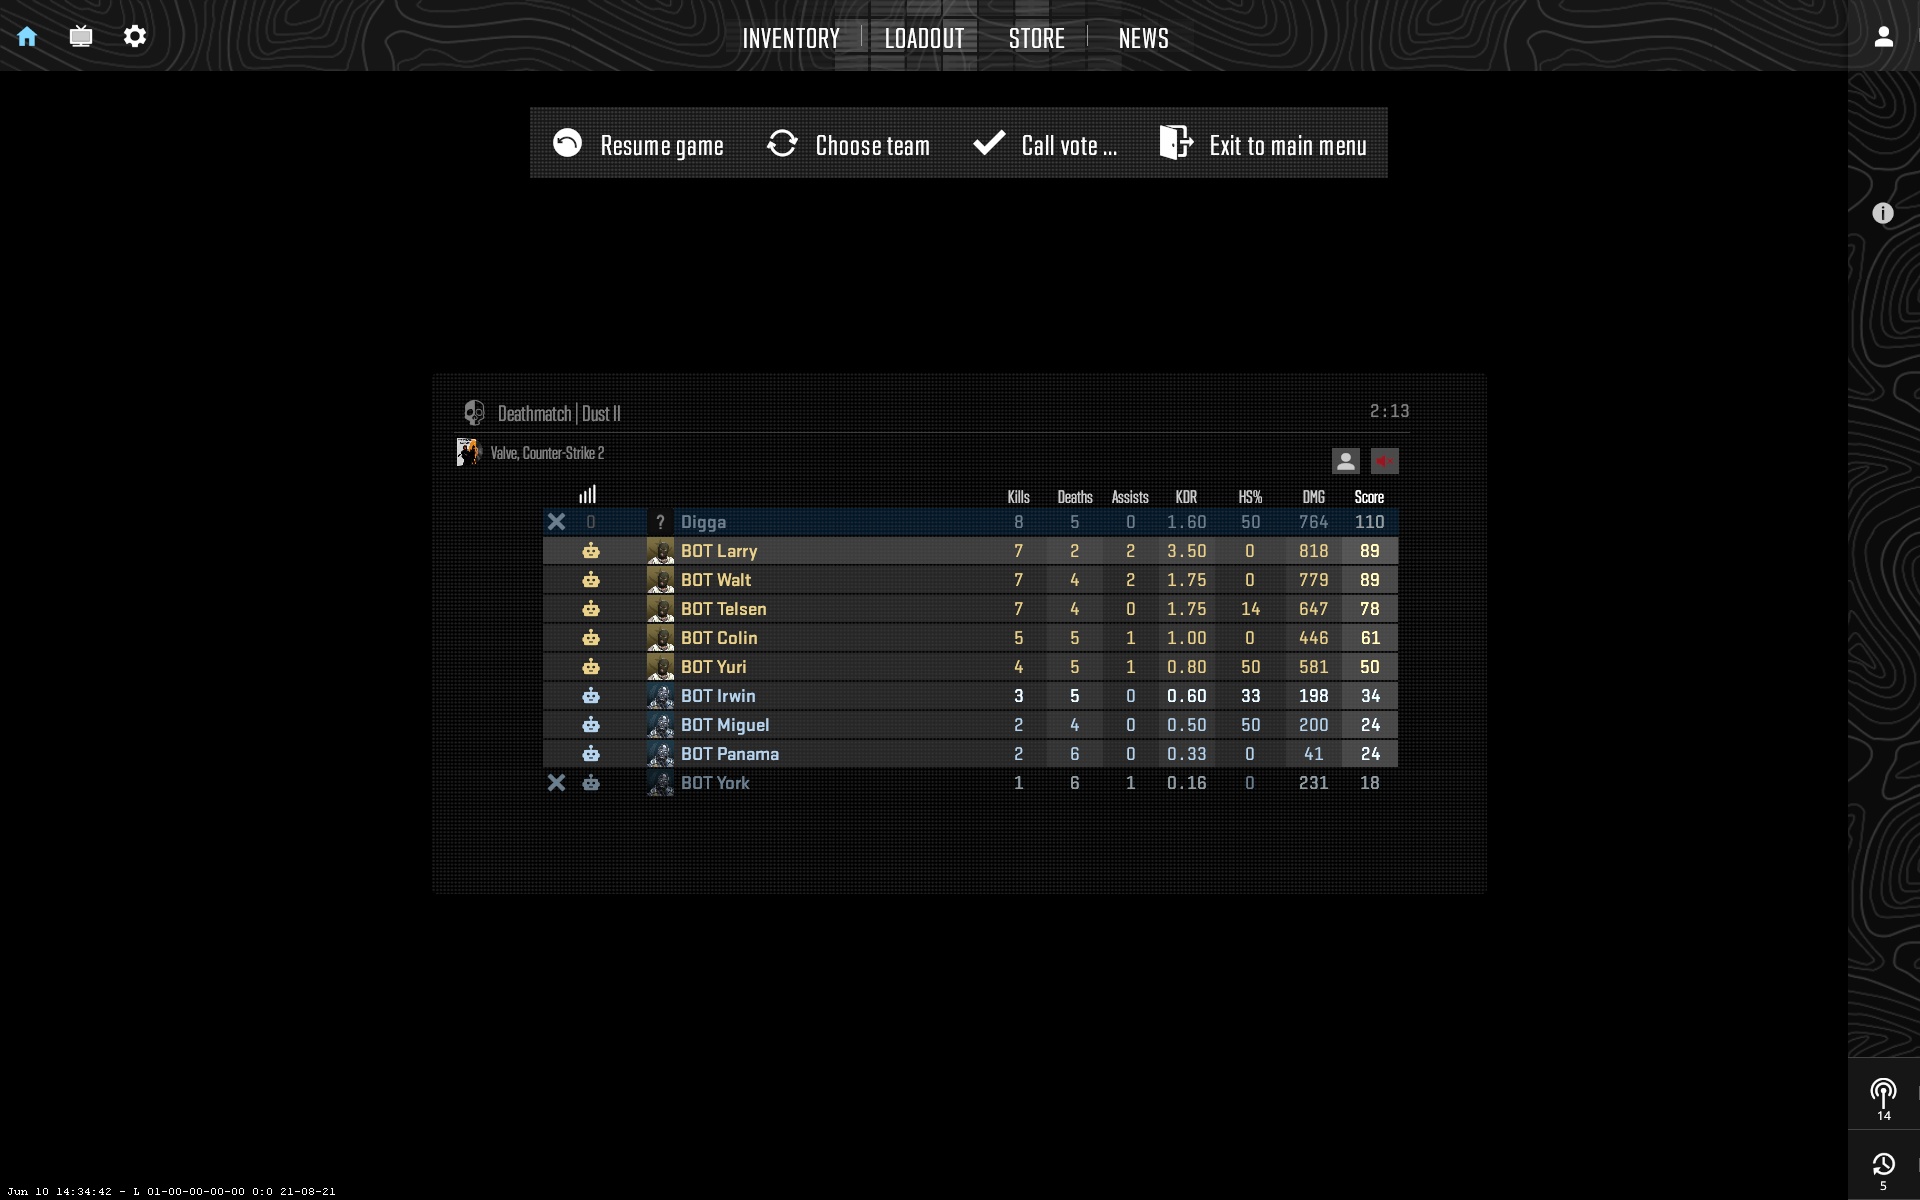 INVENTORY LOADOUT STORE NEWS
Resume game Choose team Call vote ... Exit to main menu
Deathmatch | Dust II 2:13
Valve, Counter-Strike 2
Kills Deaths Assists KDR HS% DMG Score
0 ? Digga 8 5 0 1.60 50 764 110
BOT Larry 7 2 2 3.50 0 818 89
BOT Walt 7 4 2 1.75 0 779 89
BOT Telsen 7 4 0 1.75 14 647 78
BOT Colin 5 5 1 1.00 0 446 61
BOT Yuri 4 5 1 0.80 50 581 50
BOT Irwin 3 5 0 0.60 33 198 34
BOT Miguel 2 4 0 0.50 50 200 24
BOT Panama 2 6 0 0.33 0 41 24
BOT York 1 6 1 0.16 0 231 18
14
5
Jun 10 14:34:42 - L 01-00-00-00-00 0:0 21-08-21